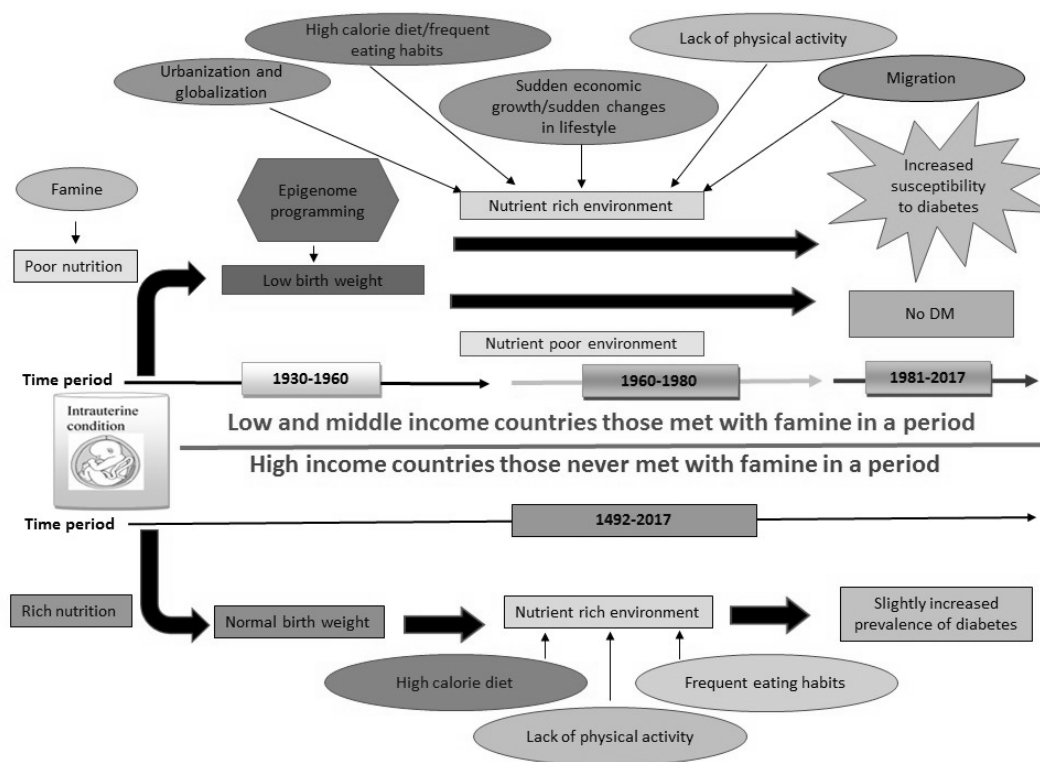 High calorie diet/frequent
eating habits
Lack of physical activity
Urbanization and
globalization
Sudden economic
growth/sudden changes
in lifestyle
Migration
Famine
Epigenome
programming
Increased
susceptibility
to diabetes
Nutrient rich environment
Poor nutrition
Low birth weight
No DM
Nutrient poor environment
Time period
1930-1960
1960-1980
1981-2017
Intrauterine
condition
Low and middle income countries those met with famine in a period
High income countries those never met with famine in a period
Time period
1492-2017
Rich nutrition
Normal birth weight
Nutrient rich environment
Slightly increased
prevalence of diabetes
High calorie diet
Frequent eating habits
Lack of physical activity